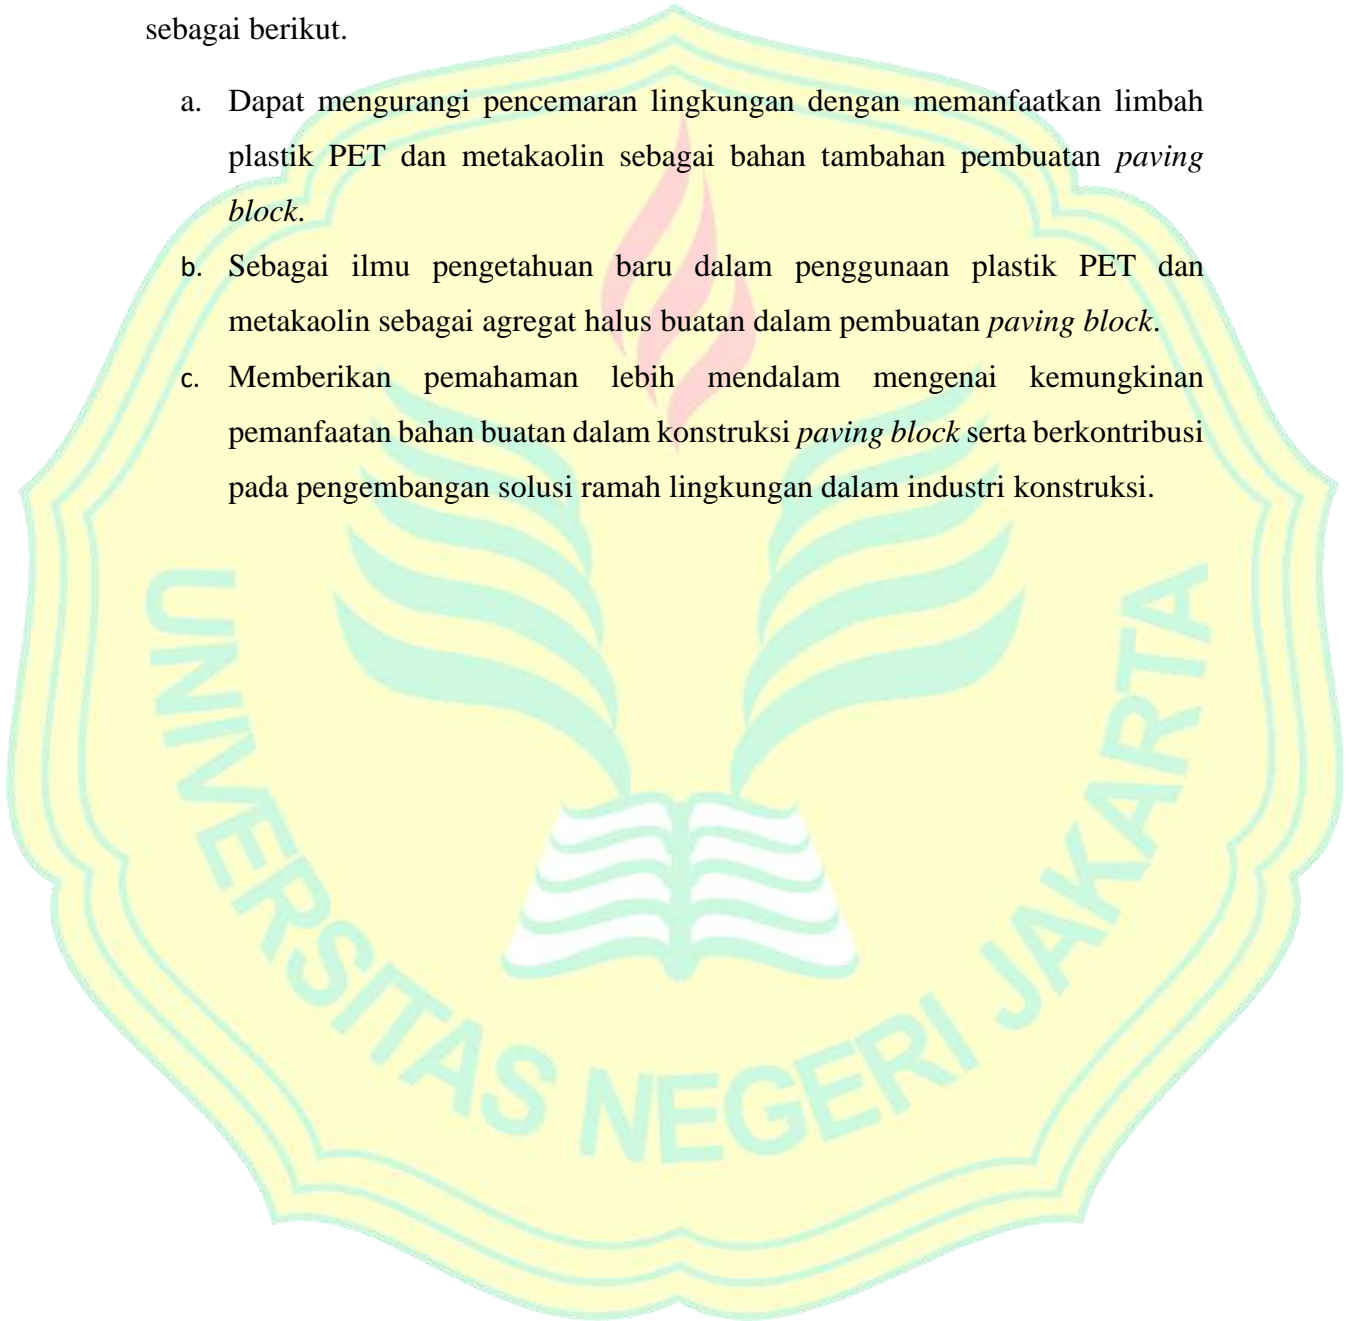 sebagai berikut.
a. Dapat mengurangi pencemaran lingkungan dengan memanfaatkan limbah
plastik PET dan metakaolin sebagai bahan tambahan pembuatan paving
block.
b. Sebagai ilmu pengetahuan baru dalam penggunaan plastik PET dan
metakaolin sebagai agregat halus buatan dalam pembuatan paving block.
c. Memberikan pemahaman lebih mendalam mengenai kemungkinan
pemanfaatan bahan buatan dalam konstruksi paving block serta berkontribusi
pada pengembangan solusi ramah lingkungan dalam industri konstruksi.
UNIVERSITAS NEGERI JAKARTA